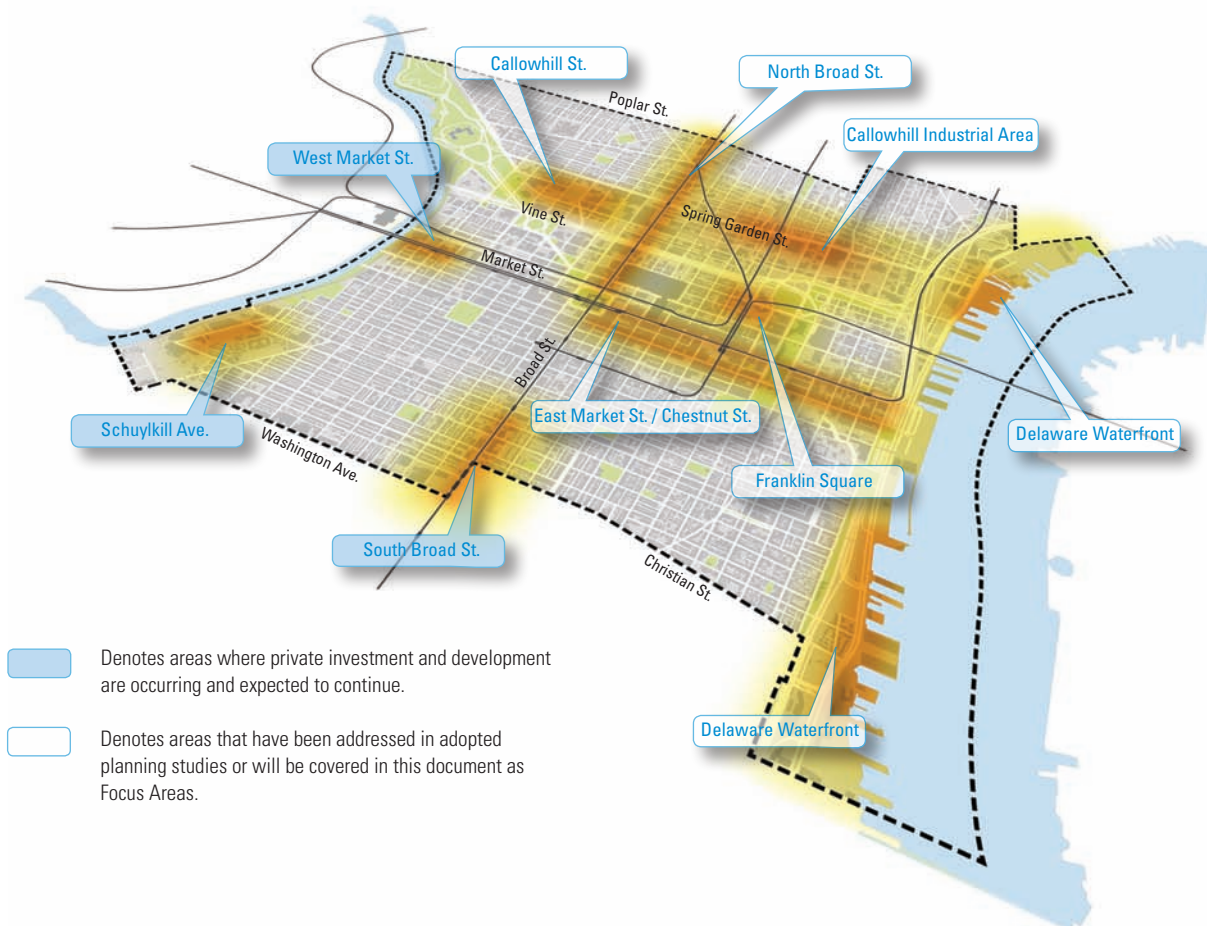 Callowhill St.
North Broad St.
Poplar St.
Callowhill Industrial Area
West Market St.
Vine St.
Spring Garden St.
Market St.
Broad St.
East Market St. / Chestnut St.
Schuylkill Ave.
Delaware Waterfront
Washington Ave.
Franklin Square
South Broad St.
Christian St.
Denotes areas where private investment and development
are occurring and expected to continue.
Delaware Waterfront
Denotes areas that have been addressed in adopted
planning studies or will be covered in this document as
Focus Areas.